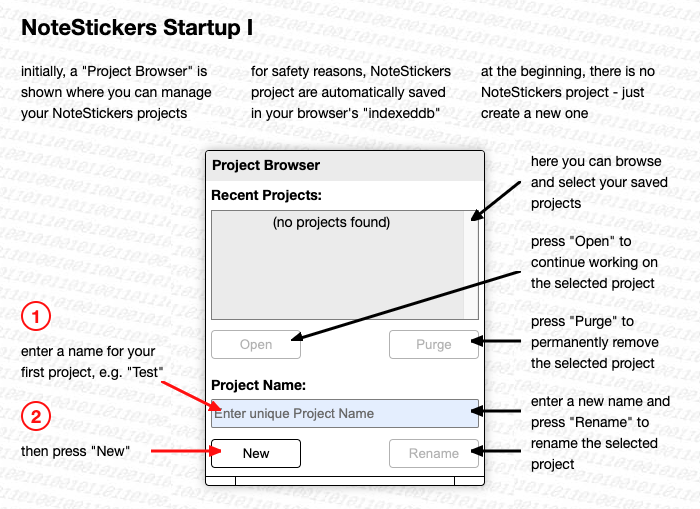 NoteStickers Startup I
initially, a "Project Browser" is
shown where you can manage
your NoteStickers projects
for safety reasons, NoteStickers
project are automatically saved
in your browser's "indexeddb"
at the beginning, there is no
NoteStickers project - just
create a new one
Project Browser
Recent Projects:
(no projects found)
here you can browse
and select your saved
projects
press "Open" to
continue working on
the selected project
1
enter a name for your
first project, e.g. "Test"
Open
Purge
press "Purge" to
permanently remove
the selected project
Project Name:
Enter unique Project Name
enter a new name and
press "Rename" to
rename the selected
project
2
then press "New"
New
Rename